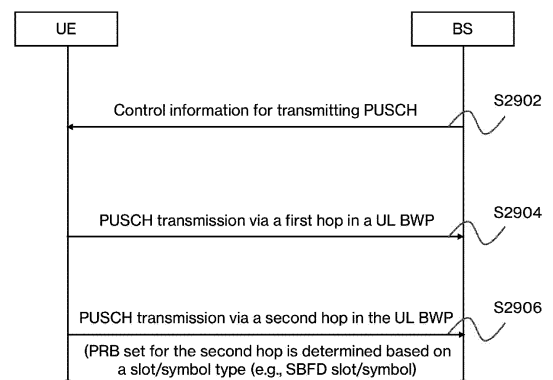 UE
BS
S2902
Control information for transmitting PUSCH
S2904
PUSCH transmission via a first hop in a UL BWP
S2906
PUSCH transmission via a second hop in the UL BWP
(PRB set for the second hop is determined based on
a slot/symbol type (e.g., SBFD slot/symbol)